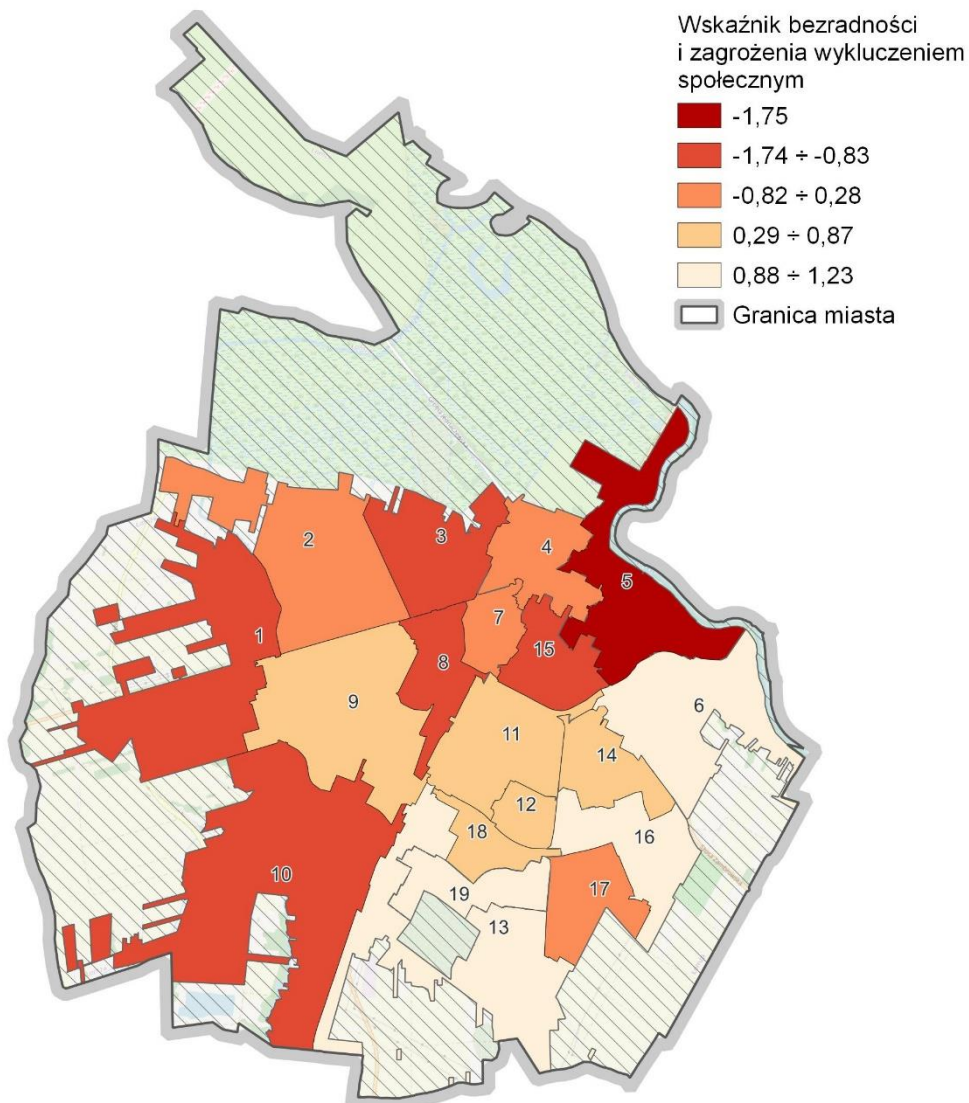 Wskaźnik bezradności
i zagrożenia wykluczeniem
społecznym
-1,75
-1,74 ÷ -0,83
-0,82 ÷ 0,28
0,29 ÷ 0,87
0,88 ÷ 1,23
Granica miasta
2
3
4
5
1
7
8
15
9
6
11
14
12
18
16
10
19
17
13